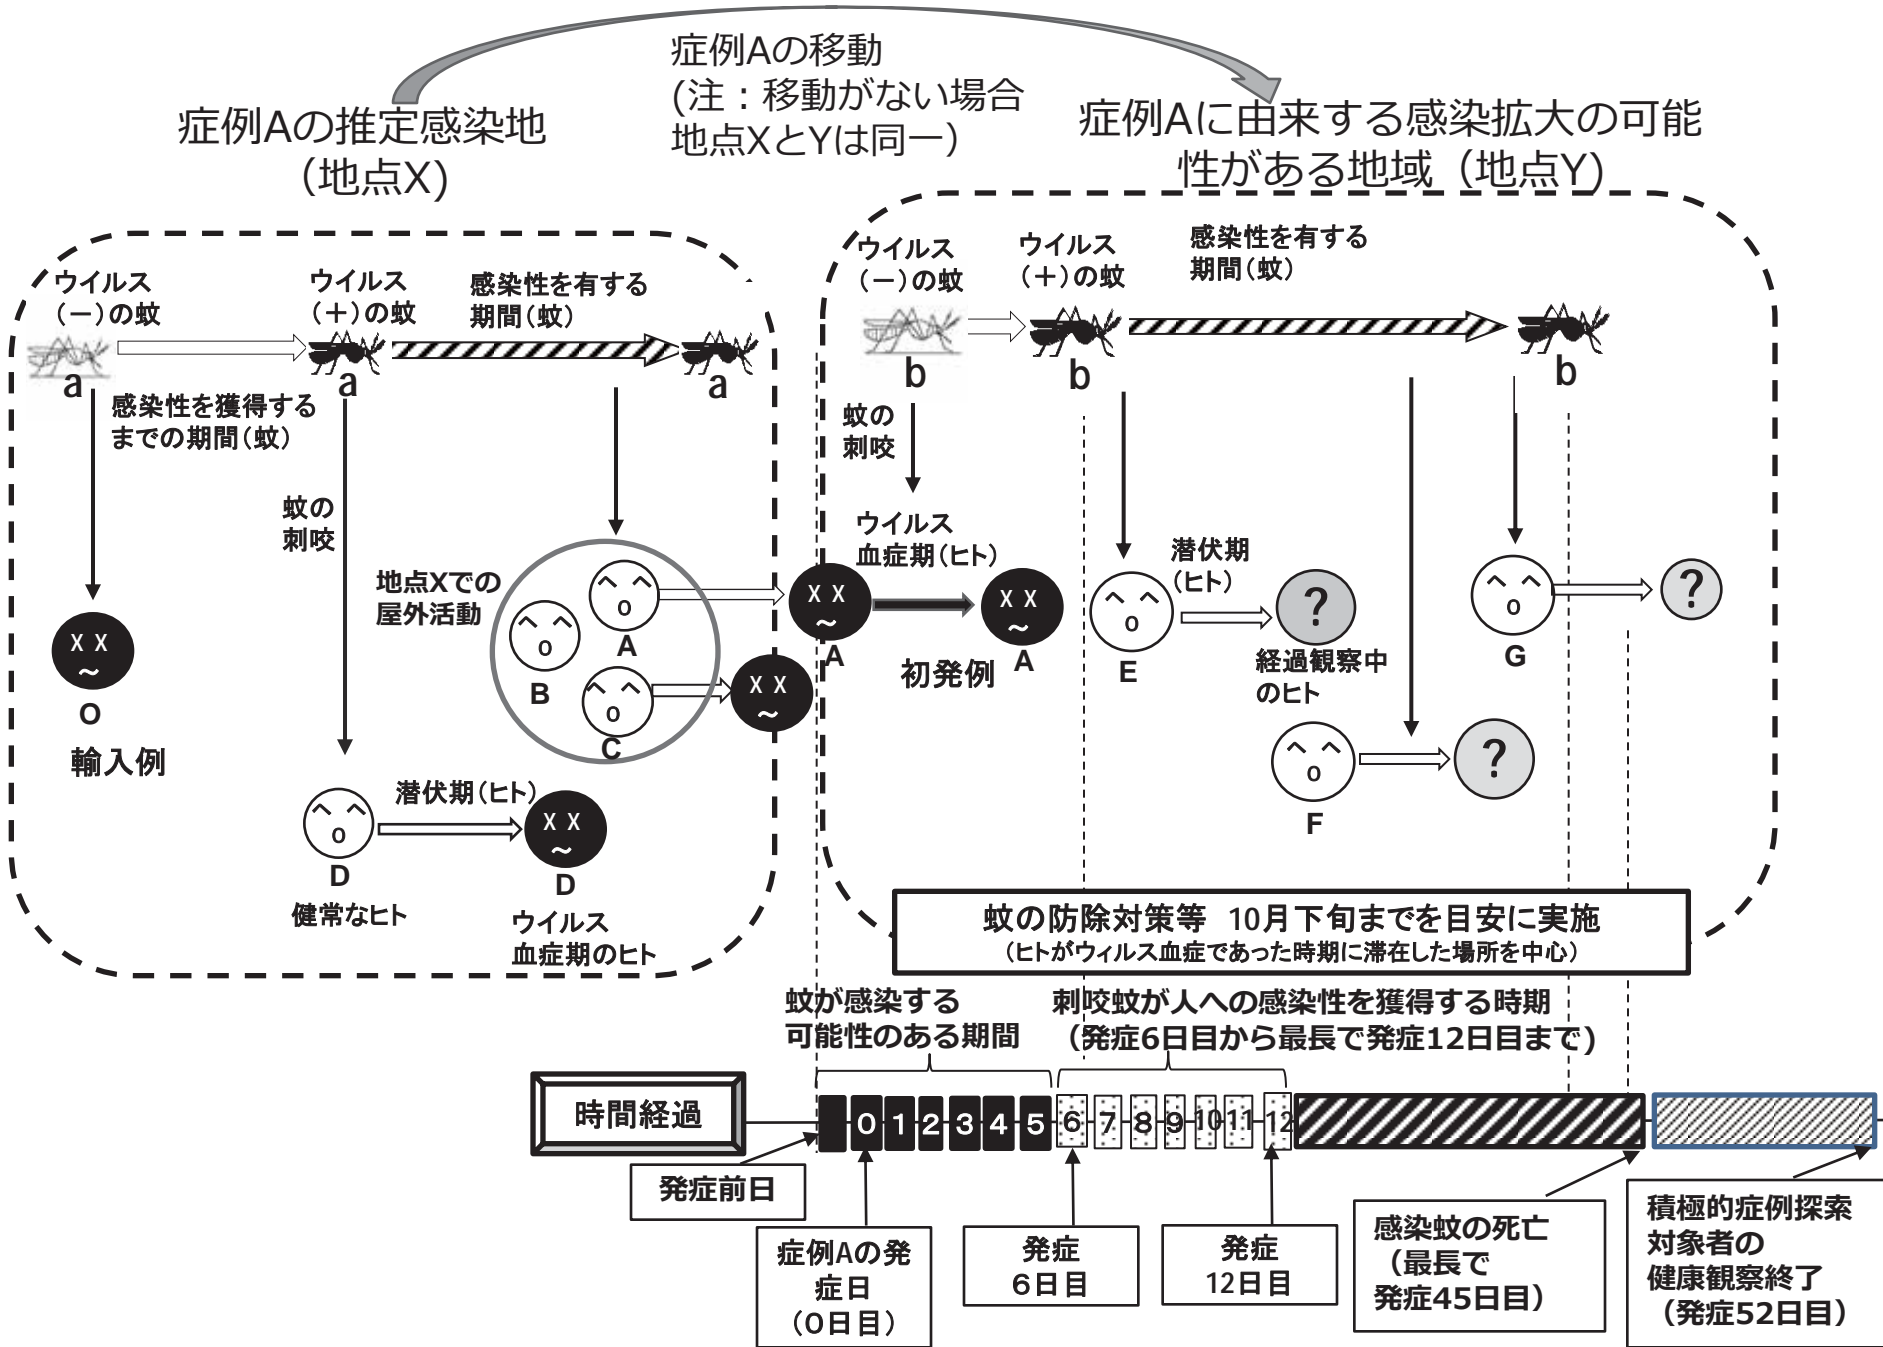 症例Aの移動
(注：移動がない場合
地点XとYは同一）
症例Aの推定感染地
（地点X)
症例Aに由来する感染拡大の可能
性がある地域（地点Y)
ウイルス
（－）の蚊
ウイルス
（＋）の蚊
感染性を有する
期間（蚊）
a
a
a
感染性を獲得する
までの期間（蚊）
蚊の
刺咬
地点Xでの
屋外活動
A
B
C
O
輸入例
潜伏期（ヒト）
D
D
健常なヒト
ウイルス
血症期のヒト
ウイルス
（－）の蚊
ウイルス
（＋）の蚊
感染性を有する
期間（蚊）
b
b
b
蚊の
刺咬
ウイルス
血症期（ヒト）
A
初発例
A
潜伏期
（ヒト）
E
?
経過観察中
のヒト
F
?
G
?
蚊の防除対策等 10月下旬までを目安に実施
（ヒトがウィルス血症であった時期に滞在した場所を中心）
蚊が感染する
可能性のある期間
刺咬蚊が人への感染性を獲得する時期
（発症6日目から最長で発症12日目まで）
時間経過
0 1 2 3 4 5 6 7 8 9 10 11 12
発症前日
症例Aの発
症日
（0日目）
発症
６日目
発症
12日目
感染蚊の死亡
（最長で
発症45日目）
積極的症例探索
対象者の
健康観察終了
（発症52日目）